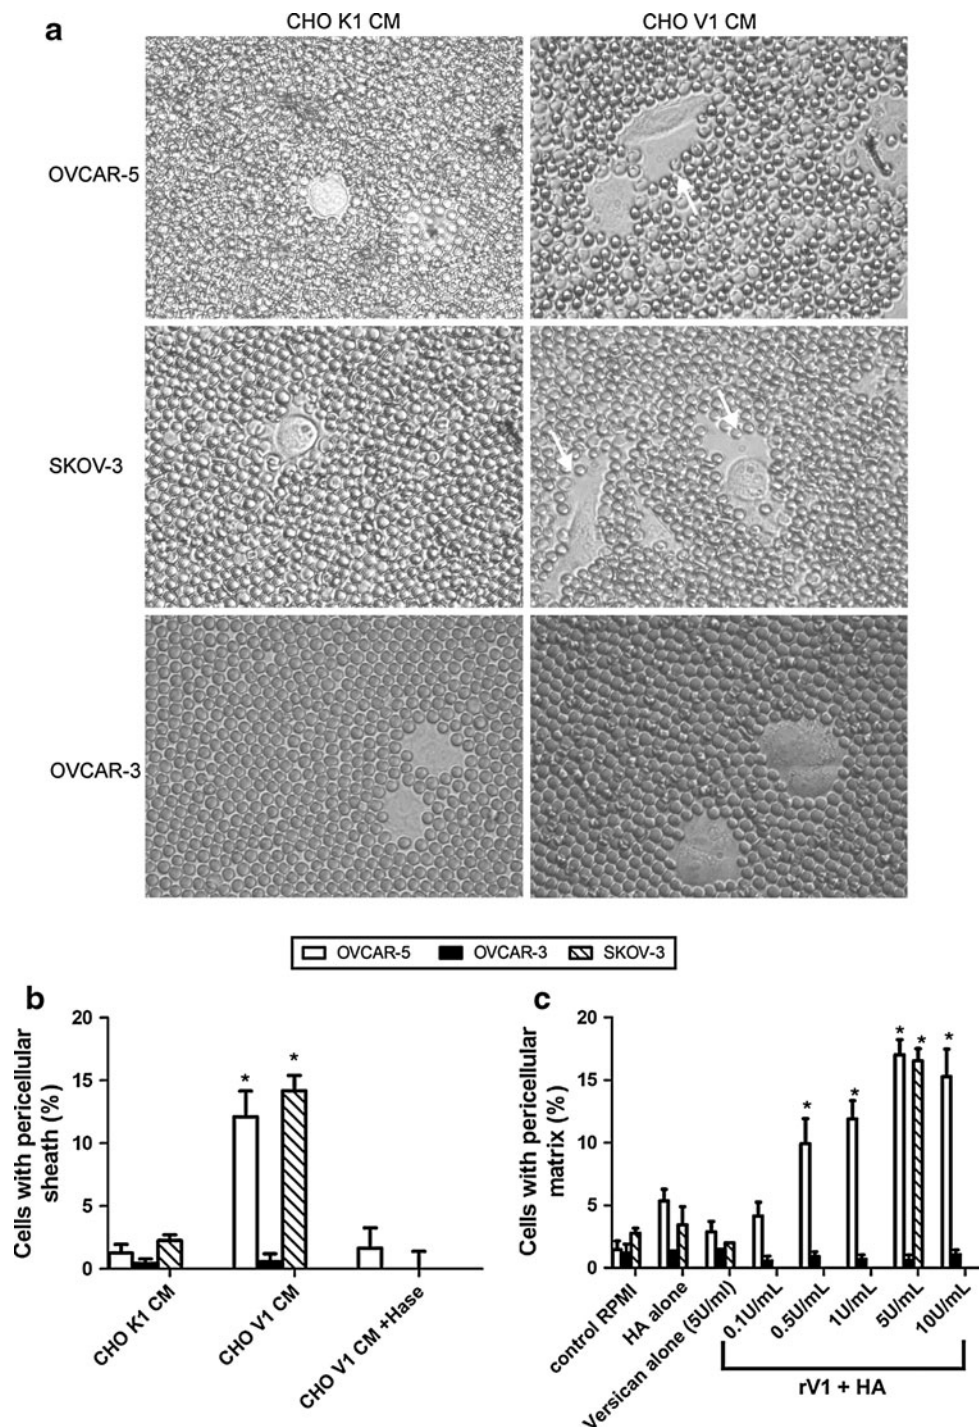 a
CHO K1 CM
CHO V1 CM
OVCAR-5
SKOV-3
OVCAR-3
OVCAR-5 OVCAR-3 SKOV-3
b
Cells with pericellular
sheath (%)
20
15
10
5
0
CHO K1 CM
CHO V1 CM
CHO V1 CM +Hase
*
*
c
Cells with pericellular
matrix (%)
20
15
10
5
0
control RPMI
HA alone
Versican alone (5U/ml)
0.1U/mL
0.5U/mL
1U/mL
5U/mL
10U/mL
*
*
*
*
*
rV1 + HA